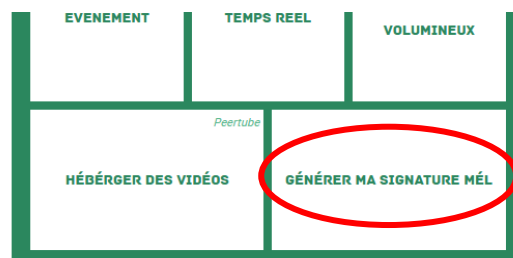 EVENEMENT
TEMPS REEL
VOLUMINEUX
Peertube
HÉBÉRGER DES VIDÉOS
GÉNÉRER MA SIGNATURE MÉL